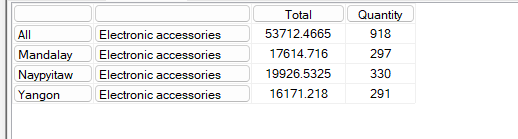 Total Quantity
All Electronic accessories 53712.4665 918
Mandalay Electronic accessories 17614.716 297
Naypyitaw Electronic accessories 19926.5325 330
Yangon Electronic accessories 16171.218 291